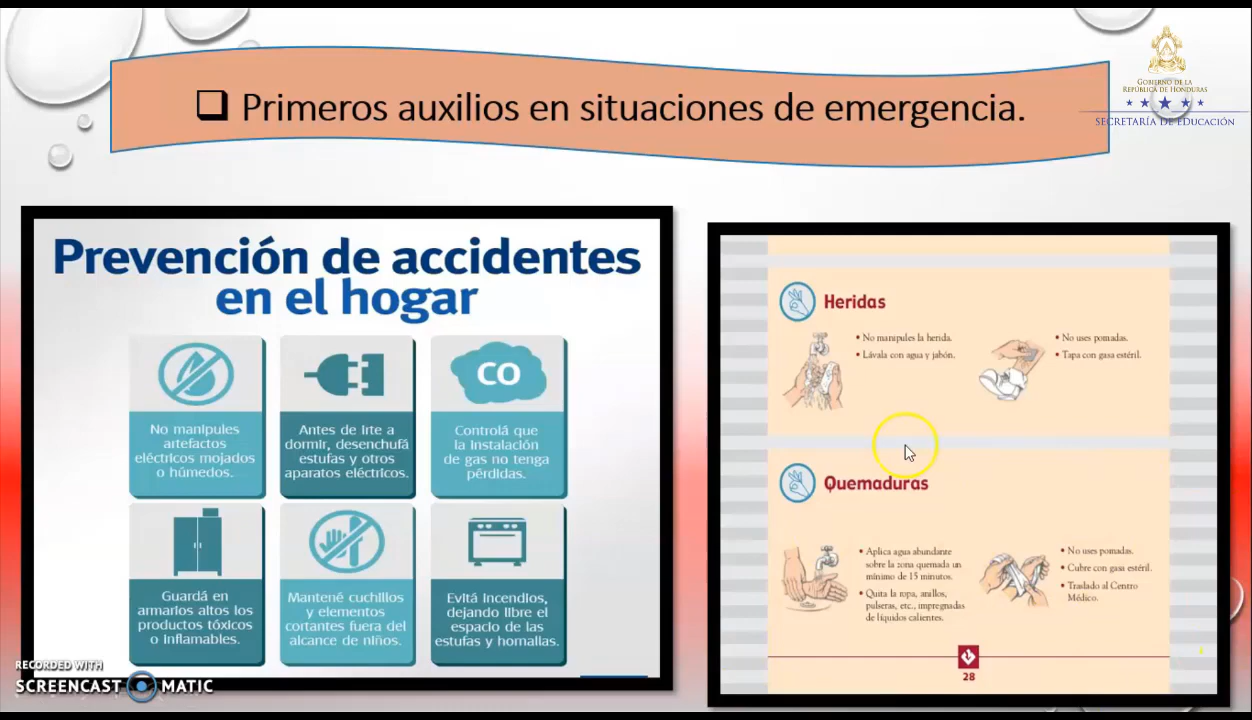 ❑ Primeros auxilios en situaciones de emergencia.
GOBIERNO DE LA
REPÚBLICA DE HONDURAS
SECRETARÍA DE EDUCACIÓN
Prevención de accidentes
en el hogar
No manipules
artefactos
eléctricos mojados
o húmedos.
Antes de irte a
dormir, desenchufá
estufas y otros
aparatos eléctricos.
CO
Controlá que
la instalación
de gas no tenga
pérdidas.
Guardá en
armarios altos los
productos tóxicos
o inflamables.
Mantené cuchillos
y elementos
cortantes fuera del
alcance de niños.
Evitá incendios,
dejando libre el
espacio de las
estufas y hornallas.
Heridas
• No manipules la herida.
• Lávala con agua y jabón.
• No uses pomadas.
• Tapa con gasa estéril.
Quemaduras
• Aplica agua abundante
sobre la zona quemada un
mínimo de 15 minutos.
• Quita la ropa, anillos,
pulseras, etc., impregnadas
de líquidos calientes.
• No uses pomadas.
• Cubre con gasa estéril.
• Traslado al Centro
Médico.
28
RECORDED WITH
SCREENCAST MATIC